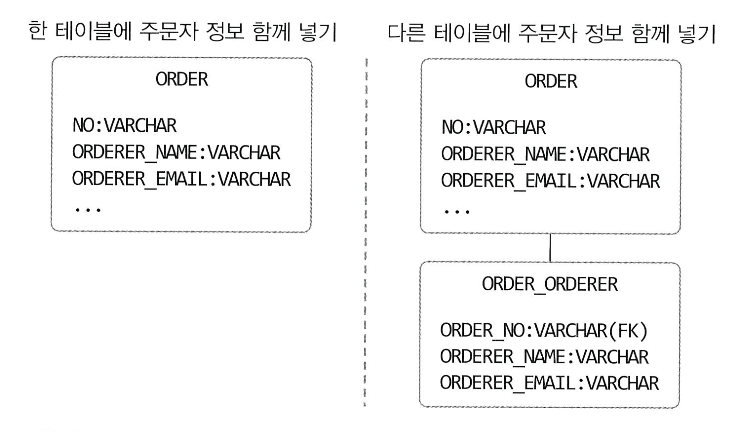 한 테이블에 주문자 정보 함께 넣기
ORDER
NO:VARCHAR
ORDERER_NAME:VARCHAR
ORDERER_EMAIL:VARCHAR
...
다른 테이블에 주문자 정보 함께 넣기
ORDER
NO:VARCHAR
ORDERER_NAME:VARCHAR
ORDERER_EMAIL:VARCHAR
...
ORDER_ORDERER
ORDER_NO:VARCHAR(FK)
ORDERER_NAME:VARCHAR
ORDERER_EMAIL:VARCHAR